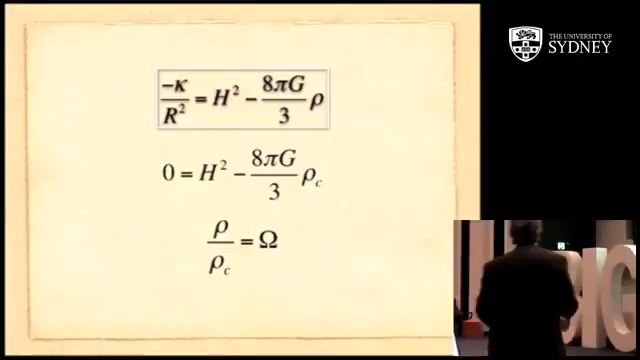 THE UNIVERSITY OF
SYDNEY
-κ/R² = H² - 8πG/3 ρ
0 = H² - 8πG/3 ρ_c
ρ/ρ_c = Ω